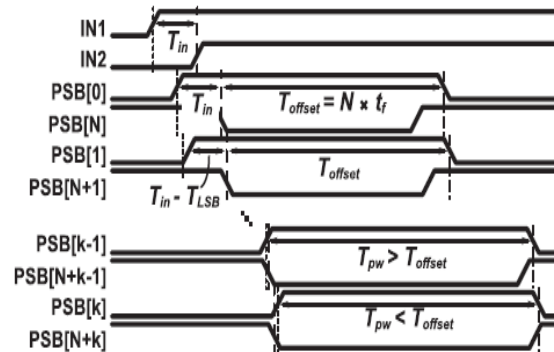 IN1
T_in
IN2
PSB[0]
T_in
T_offset = N × t_f
PSB[N]
PSB[1]
T_offset
PSB[N+1]
T_in - T_LSB
PSB[k-1]
T_pw > T_offset
PSB[N+k-1]
PSB[k]
T_pw < T_offset
PSB[N+k]